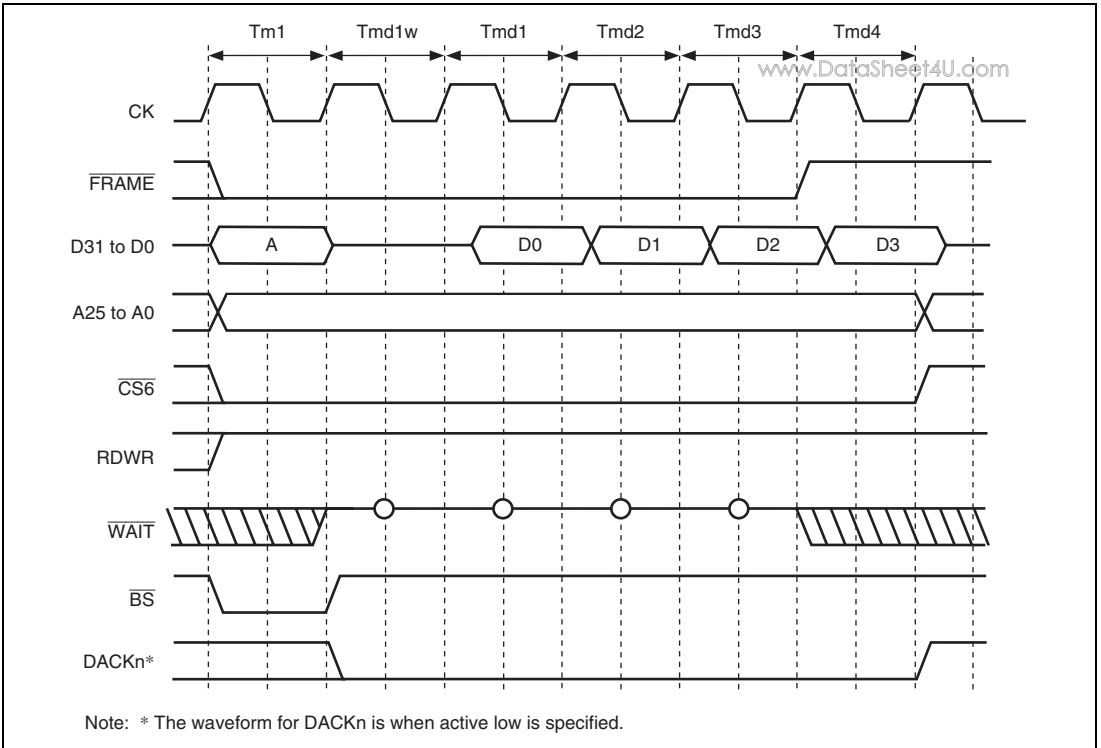 Tm1 Tmd1w Tmd1 Tmd2 Tmd3 Tmd4
www.DataSheet4U.com
CK
FRAME
D31 to D0 A D0 D1 D2 D3
A25 to A0
CS6
RDWR
WAIT
BS
DACKn*
Note: * The waveform for DACKn is when active low is specified.